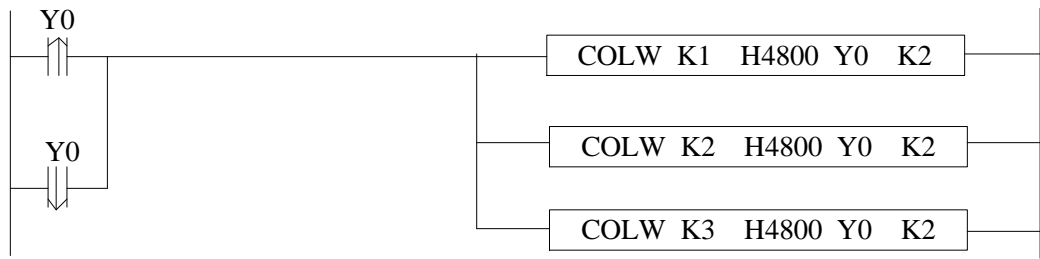 Y0
COLW K1 H4800 Y0 K2
Y0
COLW K2 H4800 Y0 K2
COLW K3 H4800 Y0 K2